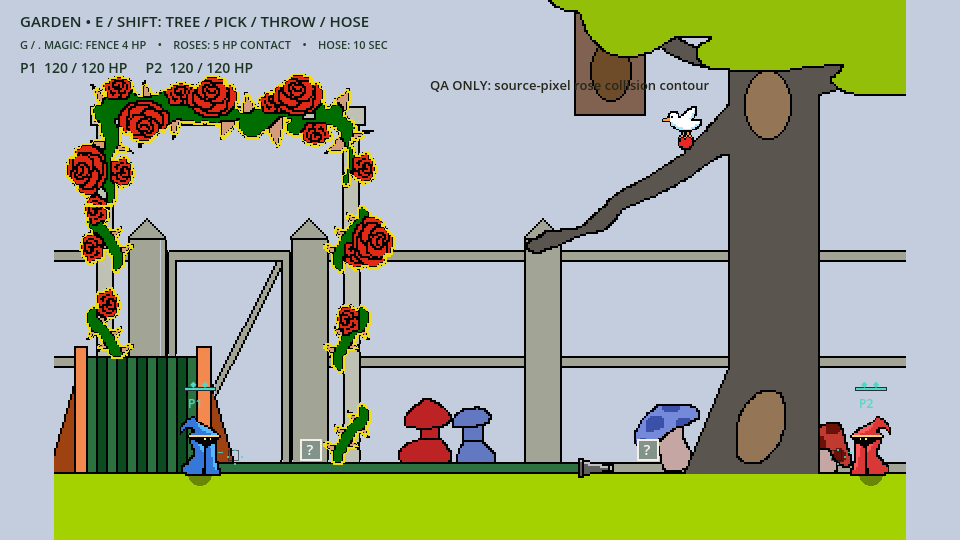 GARDEN • E / SHIFT: TREE / PICK / THROW / HOSE
G / . MAGIC: FENCE 4 HP • ROSES: 5 HP CONTACT • HOSE: 10 SEC
P1 120 / 120 HP P2 120 / 120 HP
QA ONLY: source-pixel rose collision contour
P1
P2
?
?